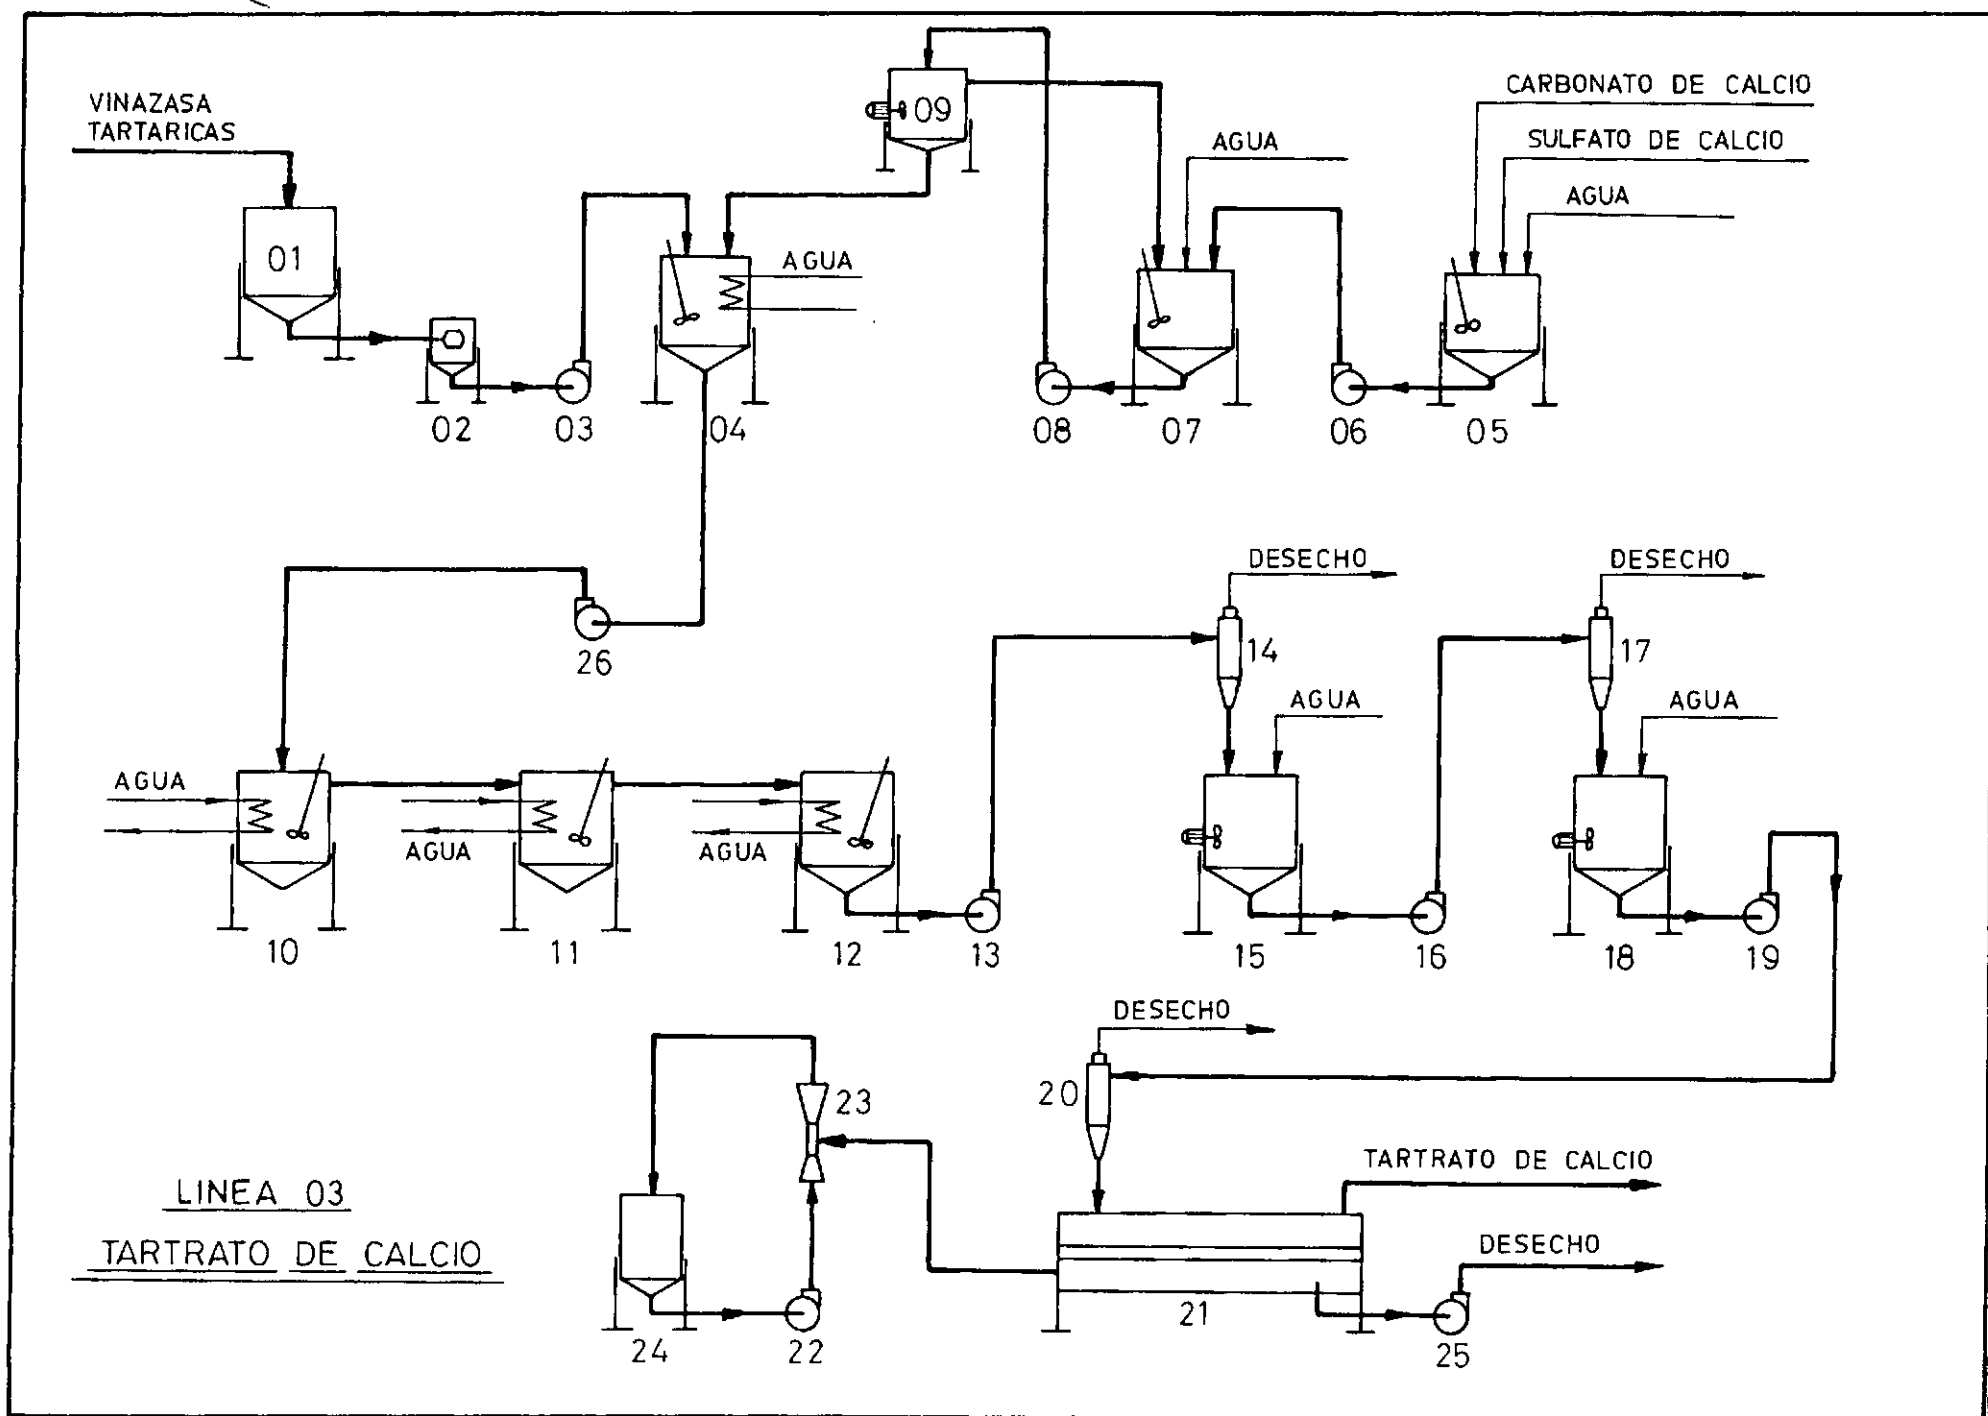 VINAZASA
TARTARICAS
01
02
03
04
AGUA
09
AGUA
08
07
06
05
CARBONATO DE CALCIO
SULFATO DE CALCIO
AGUA
26
AGUA
10
AGUA
11
AGUA
12
13
DESECHO
14
AGUA
15
16
DESECHO
17
AGUA
18
19
DESECHO
20
23
TARTRATO DE CALCIO
DESECHO
21
25
24
22
LINEA 03
TARTRATO DE CALCIO